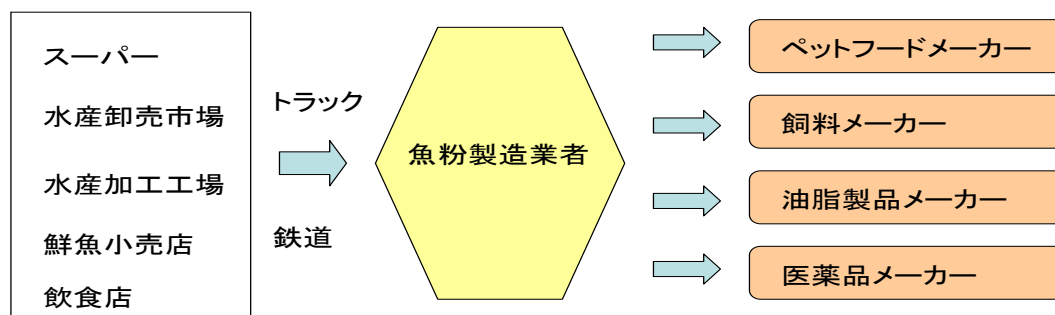 スーパー
水産卸売市場
水産加工工場
鮮魚小売店
飲食店
トラック
鉄道
魚粉製造業者
ペットフードメーカー
飼料メーカー
油脂製品メーカー
医薬品メーカー